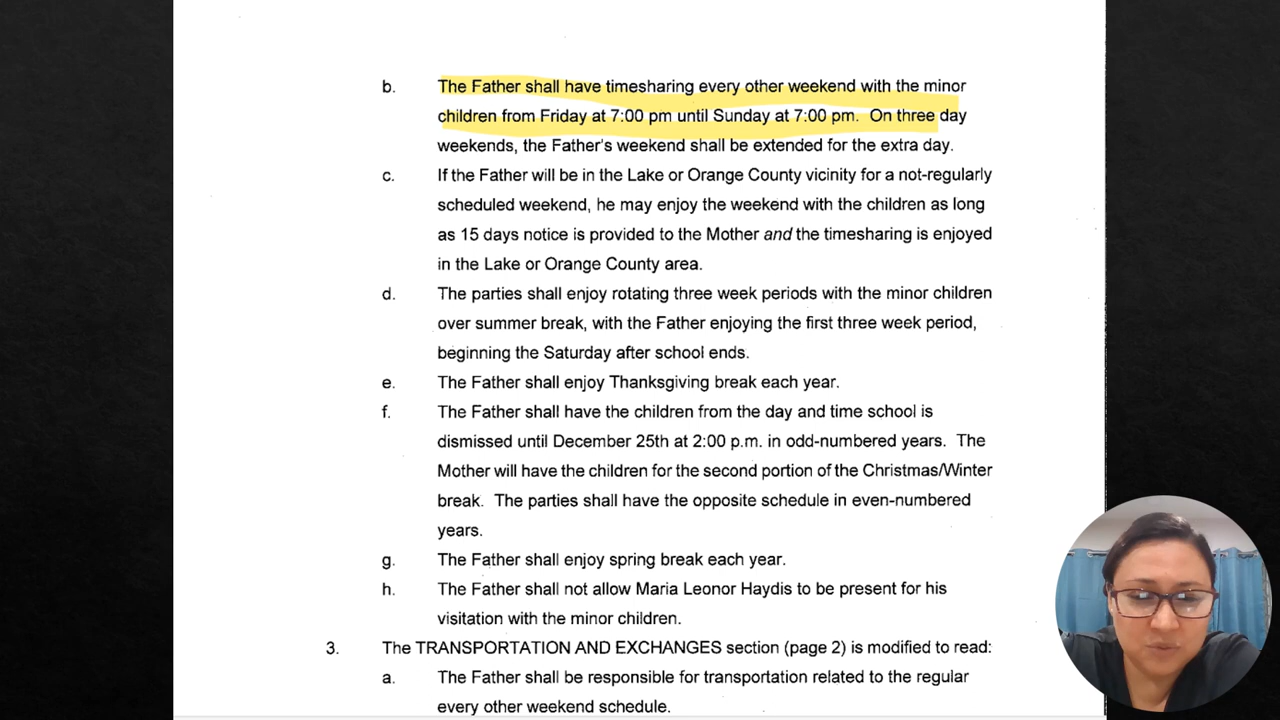 b. The Father shall have timesharing every other weekend with the minor
children from Friday at 7:00 pm until Sunday at 7:00 pm. On three day
weekends, the Father's weekend shall be extended for the extra day.
c. If the Father will be in the Lake or Orange County vicinity for a not-regularly
scheduled weekend, he may enjoy the weekend with the children as long
as 15 days notice is provided to the Mother and the timesharing is enjoyed
in the Lake or Orange County area.
d. The parties shall enjoy rotating three week periods with the minor children
over summer break, with the Father enjoying the first three week period,
beginning the Saturday after school ends.
e. The Father shall enjoy Thanksgiving break each year.
f. The Father shall have the children from the day and time school is
dismissed until December 25th at 2:00 p.m. in odd-numbered years. The
Mother will have the children for the second portion of the Christmas/Winter
break. The parties shall have the opposite schedule in even-numbered
years.
g. The Father shall enjoy spring break each year.
h. The Father shall not allow Maria Leonor Haydis to be present for his
visitation with the minor children.
3. The TRANSPORTATION AND EXCHANGES section (page 2) is modified to read:
a. The Father shall be responsible for transportation related to the regular
every other weekend schedule.